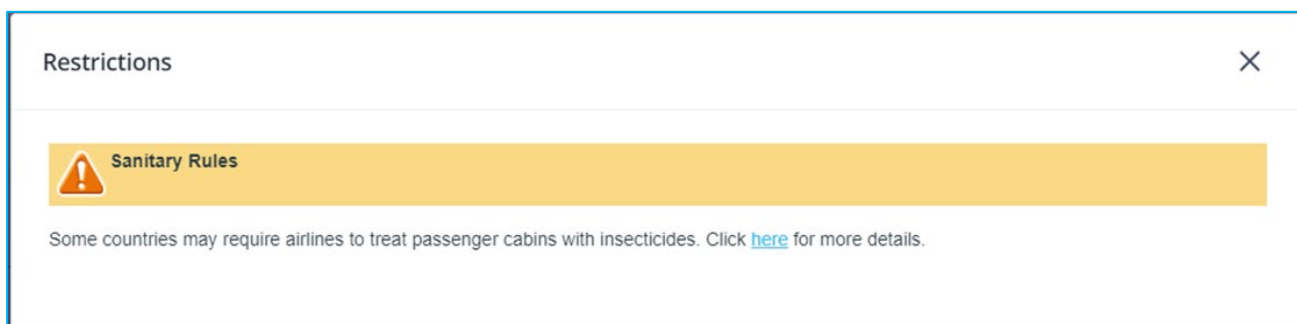 Restrictions
Sanitary Rules
Some countries may require airlines to treat passenger cabins with insecticides. Click here for more details.